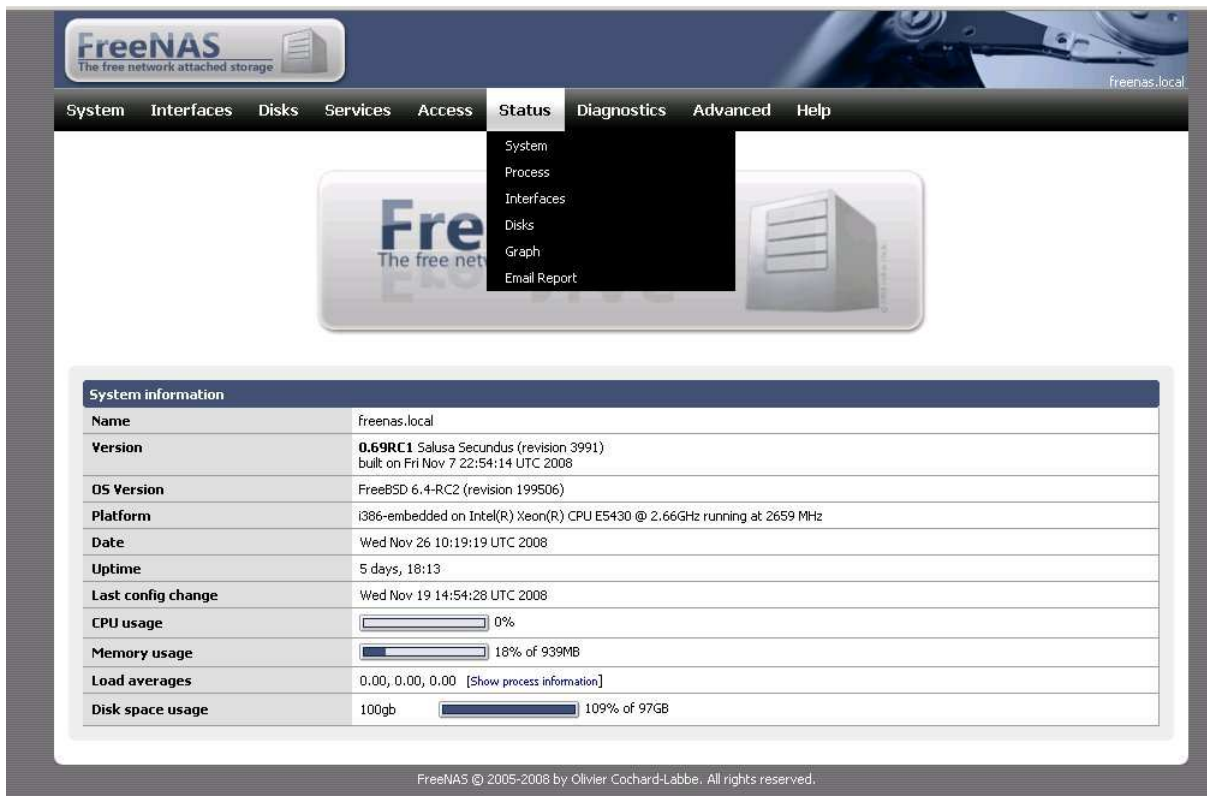 FreeNAS
The free network attached storage
freenas.local
System Interfaces Disks Services Access Status Diagnostics Advanced Help
System
Process
Interfaces
Disks
Graph
Email Report
Fre
The free net
System information
Name freenas.local
Version 0.69RC1 Salusa Secundus (revision 3991)
built on Fri Nov 7 22:54:14 UTC 2008
OS Version FreeBSD 6.4-RC2 (revision 199506)
Platform i386-embedded on Intel(R) Xeon(R) CPU E5430 @ 2.66GHz running at 2659 MHz
Date Wed Nov 26 10:19:19 UTC 2008
Uptime 5 days, 18:13
Last config change Wed Nov 19 14:54:28 UTC 2008
CPU usage 0%
Memory usage 18% of 939MB
Load averages 0.00, 0.00, 0.00 [Show process information]
Disk space usage 100gb 109% of 97GB
FreeNAS © 2005-2008 by Olivier Cochard-Labbe. All rights reserved.